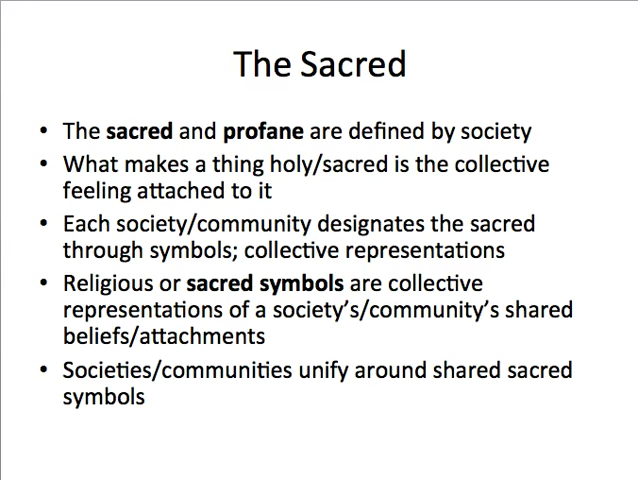 The Sacred
• The sacred and profane are defined by society
• What makes a thing holy/sacred is the collective
feeling attached to it
• Each society/community designates the sacred
through symbols; collective representations
• Religious or sacred symbols are collective
representations of a society’s/community’s shared
beliefs/attachments
• Societies/communities unify around shared sacred
symbols